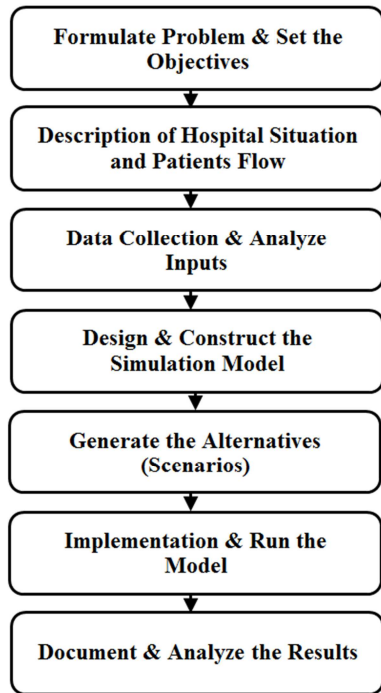 Formulate Problem & Set the
Objectives
Description of Hospital Situation
and Patients Flow
Data Collection & Analyze
Inputs
Design & Construct the
Simulation Model
Generate the Alternatives
(Scenarios)
Implementation & Run the
Model
Document & Analyze the Results